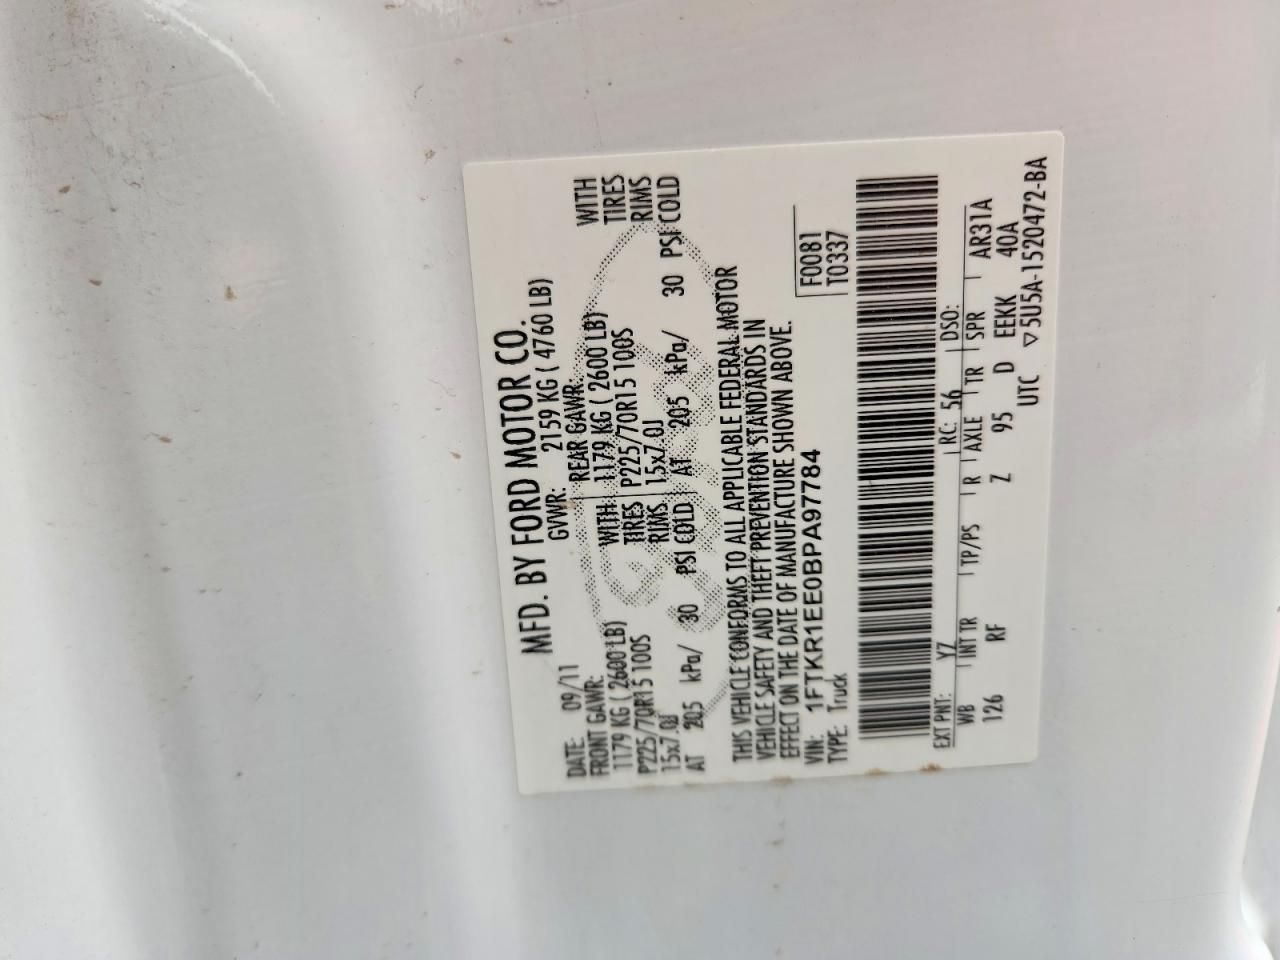 MFD. BY FORD MOTOR CO.
DATE: 09/11 GVWR: 2159 KG ( 4760 LB)
FRONT GAWR: REAR GAWR:
1179 KG ( 2600 LB) WITH 1179 KG ( 2600 LB) WITH
P225/70R15 100S TIRES P225/70R15 100S TIRES
15x7.0J RIMS 15x7.0J RIMS
AT 205 kPa/ 30 PSI COLD AT 205 kPa/ 30 PSI COLD
THIS VEHICLE CONFORMS TO ALL APPLICABLE FEDERAL MOTOR
VEHICLE SAFETY AND THEFT PREVENTION STANDARDS IN
EFFECT ON THE DATE OF MANUFACTURE SHOWN ABOVE.
VIN: 1FTKR1EE0BPA97784 F0081
TYPE: Truck T0337
EXT PNT: YZ RC: 56 DSO:
WB INT TR TP/PS R AXLE TR SPR AR31A
126 RF Z 95 D EEKK 40A
UTC ▽5U5A-1520472-BA